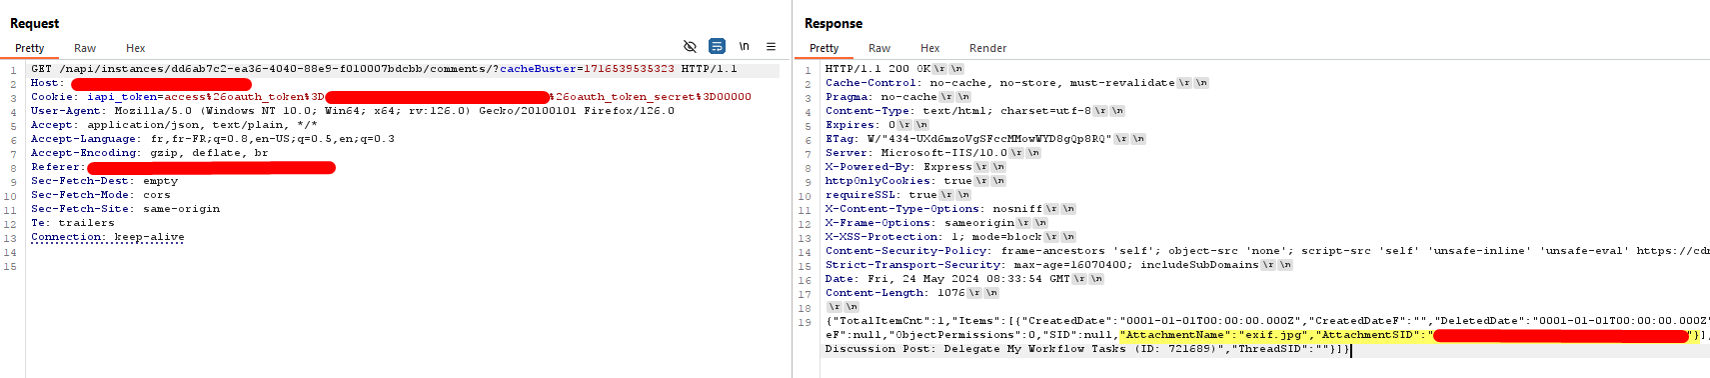 Request
Pretty Raw Hex
\n
1 GET /napi/instances/dd6ab7c2-ea36-4040-88e9-f010007bdcbb/comments/?cacheBuster=1716539535323 HTTP/1.1
2 Host:
3 Cookie: iapi_token=access%26oauth_token%3D %26oauth_token_secret%3D00000
4 User-Agent: Mozilla/5.0 (Windows NT 10.0; Win64; x64; rv:126.0) Gecko/20100101 Firefox/126.0
5 Accept: application/json, text/plain, */*
6 Accept-Language: fr,fr-FR;q=0.8,en-US;q=0.5,en;q=0.3
7 Accept-Encoding: gzip, deflate, br
8 Referer:
9 Sec-Fetch-Dest: empty
10 Sec-Fetch-Mode: cors
11 Sec-Fetch-Site: same-origin
12 Te: trailers
13 Connection: keep-alive
14
15
Response
Pretty Raw Hex Render
1 HTTP/1.1 200 OK\r\n
2 Cache-Control: no-cache, no-store, must-revalidate\r\n
3 Pragma: no-cache\r\n
4 Content-Type: text/html; charset=utf-8\r\n
5 Expires: 0\r\n
6 ETag: W/"434-UXd6mzoVgSFccMMowWYD8gQp8RQ"\r\n
7 Server: Microsoft-IIS/10.0\r\n
8 X-Powered-By: Express\r\n
9 httpOnlyCookies: true\r\n
10 requireSSL: true\r\n
11 X-Content-Type-Options: nosniff\r\n
12 X-Frame-Options: sameorigin\r\n
13 X-XSS-Protection: 1; mode=block\r\n
14 Content-Security-Policy: frame-ancestors 'self'; object-src 'none'; script-src 'self' 'unsafe-inline' 'unsafe-eval' https://cdn
15 Strict-Transport-Security: max-age=16070400; includeSubDomains\r\n
16 Date: Fri, 24 May 2024 08:33:54 GMT\r\n
17 Content-Length: 1076\r\n
18 \r\n
19 {"TotalItemCnt":1,"Items":[{"CreatedDate":"0001-01-01T00:00:00.000Z","CreatedDateF":"","DeletedDate":"0001-01-01T00:00:00.000Z"
eF":null,"ObjectPermissions":0,"SID":null,"AttachmentName":"exif.jpg","AttachmentSID":" "}],
Discussion Post: Delegate My Workflow Tasks (ID: 721689)","ThreadSID":""}]}